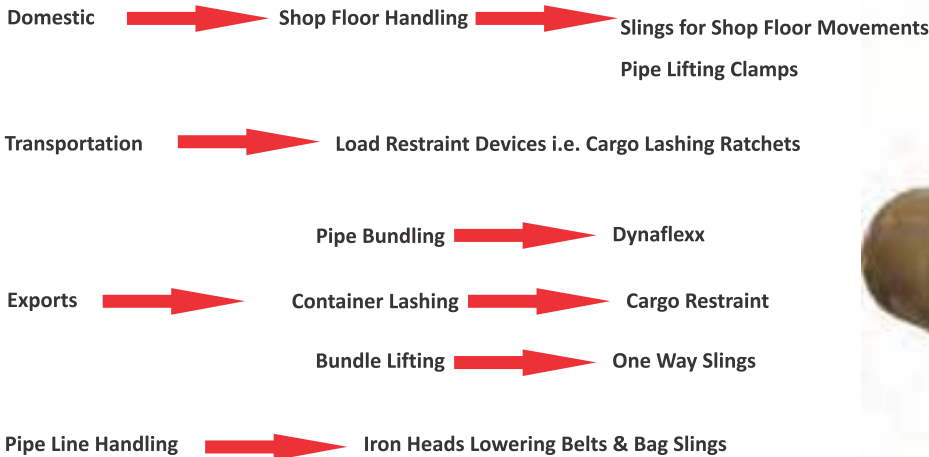 Domestic Shop Floor Handling Slings for Shop Floor Movements
Pipe Lifting Clamps
Transportation Load Restraint Devices i.e. Cargo Lashing Ratchets
Pipe Bundling Dynaflexx
Exports Container Lashing Cargo Restraint
Bundle Lifting One Way Slings
Pipe Line Handling Iron Heads Lowering Belts & Bag Slings